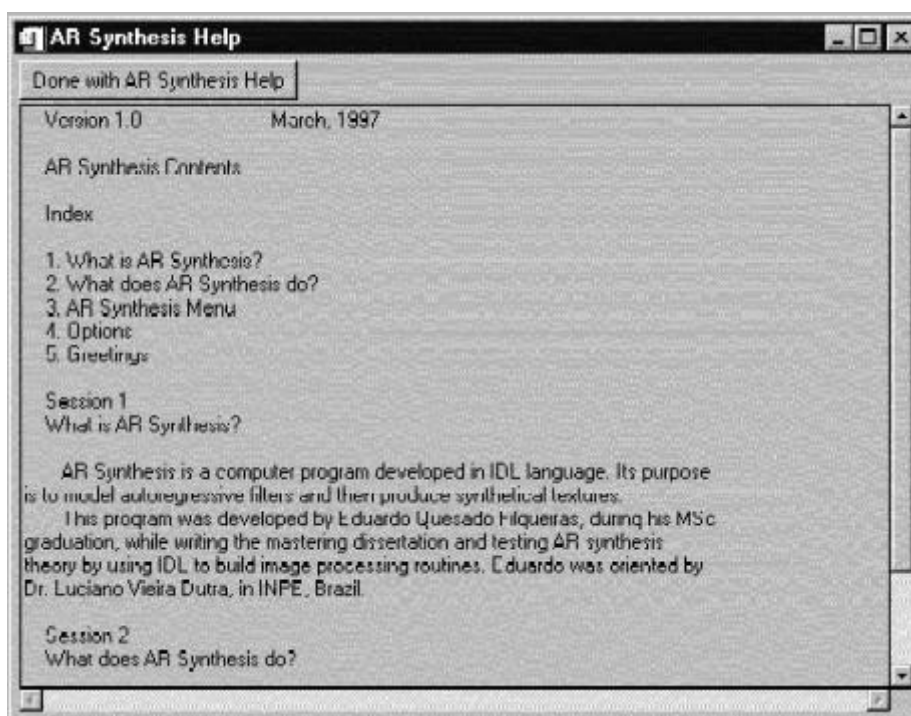 AR Synthesis Help
Done with AR Synthesis Help
Version 1.0 March, 1997
AR Synthesis Contents
Index
1. What is AR Synthesis?
2. What does AR Synthesis do?
3. AR Synthesis Menu
4. Options
5. Greetings
Session 1
What is AR Synthesis?
AR Synthesis is a computer program developed in IDL language. Its purpose
is to model autoregressive filters and then produce synthetical textures.
This program was developed by Eduardo Quesado Filgueiras, during his MSc
graduation, while writing the mastering dissertation and testing AR synthesis
theory by using IDL to build image processing routines. Eduardo was oriented by
Dr. Luciano Vieira Dutra, in INPE, Brazil.
Session 2
What does AR Synthesis do?